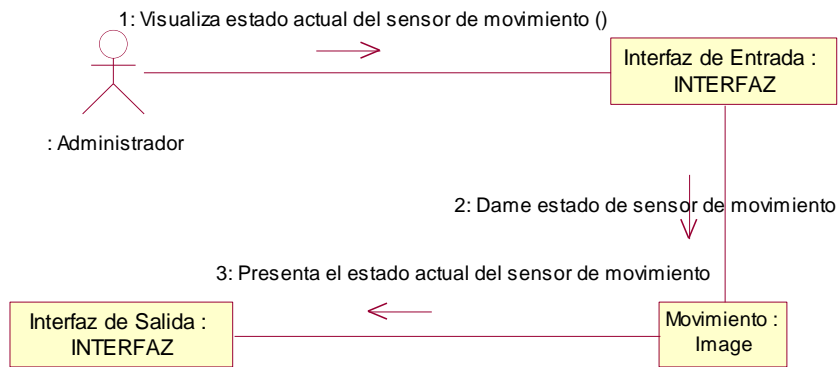 1: Visualiza estado actual del sensor de movimiento ()
Interfaz de Entrada :
INTERFAZ
: Administrador
2: Dame estado de sensor de movimiento
3: Presenta el estado actual del sensor de movimiento
Interfaz de Salida :
INTERFAZ
Movimiento :
Image